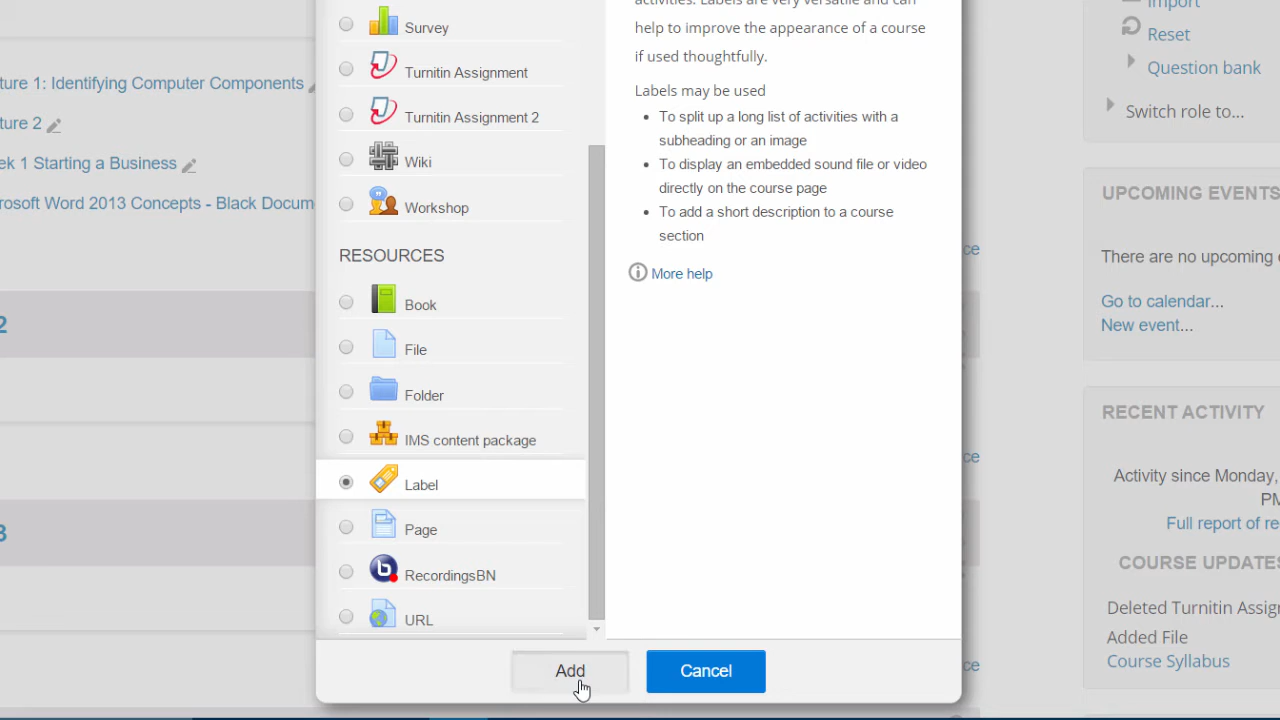 ture 1: Identifying Computer Components
ture 2
ek 1 Starting a Business
rosoft Word 2013 Concepts - Black Docum
2
3
Survey
Turnitin Assignment
Turnitin Assignment 2
Wiki
Workshop
RESOURCES
Book
File
Folder
IMS content package
Label
Page
RecordingsBN
URL
activities. Labels are very versatile and can
help to improve the appearance of a course
if used thoughtfully.
Labels may be used
• To split up a long list of activities with a
subheading or an image
• To display an embedded sound file or video
directly on the course page
• To add a short description to a course
section
More help
Add
Cancel
ce
ce
ce
Import
Reset
Question bank
Switch role to...
UPCOMING EVENTS
There are no upcoming
Go to calendar...
New event...
RECENT ACTIVITY
Activity since Monday,
PM
Full report of re
COURSE UPDATES
Deleted Turnitin Assig
Added File
Course Syllabus